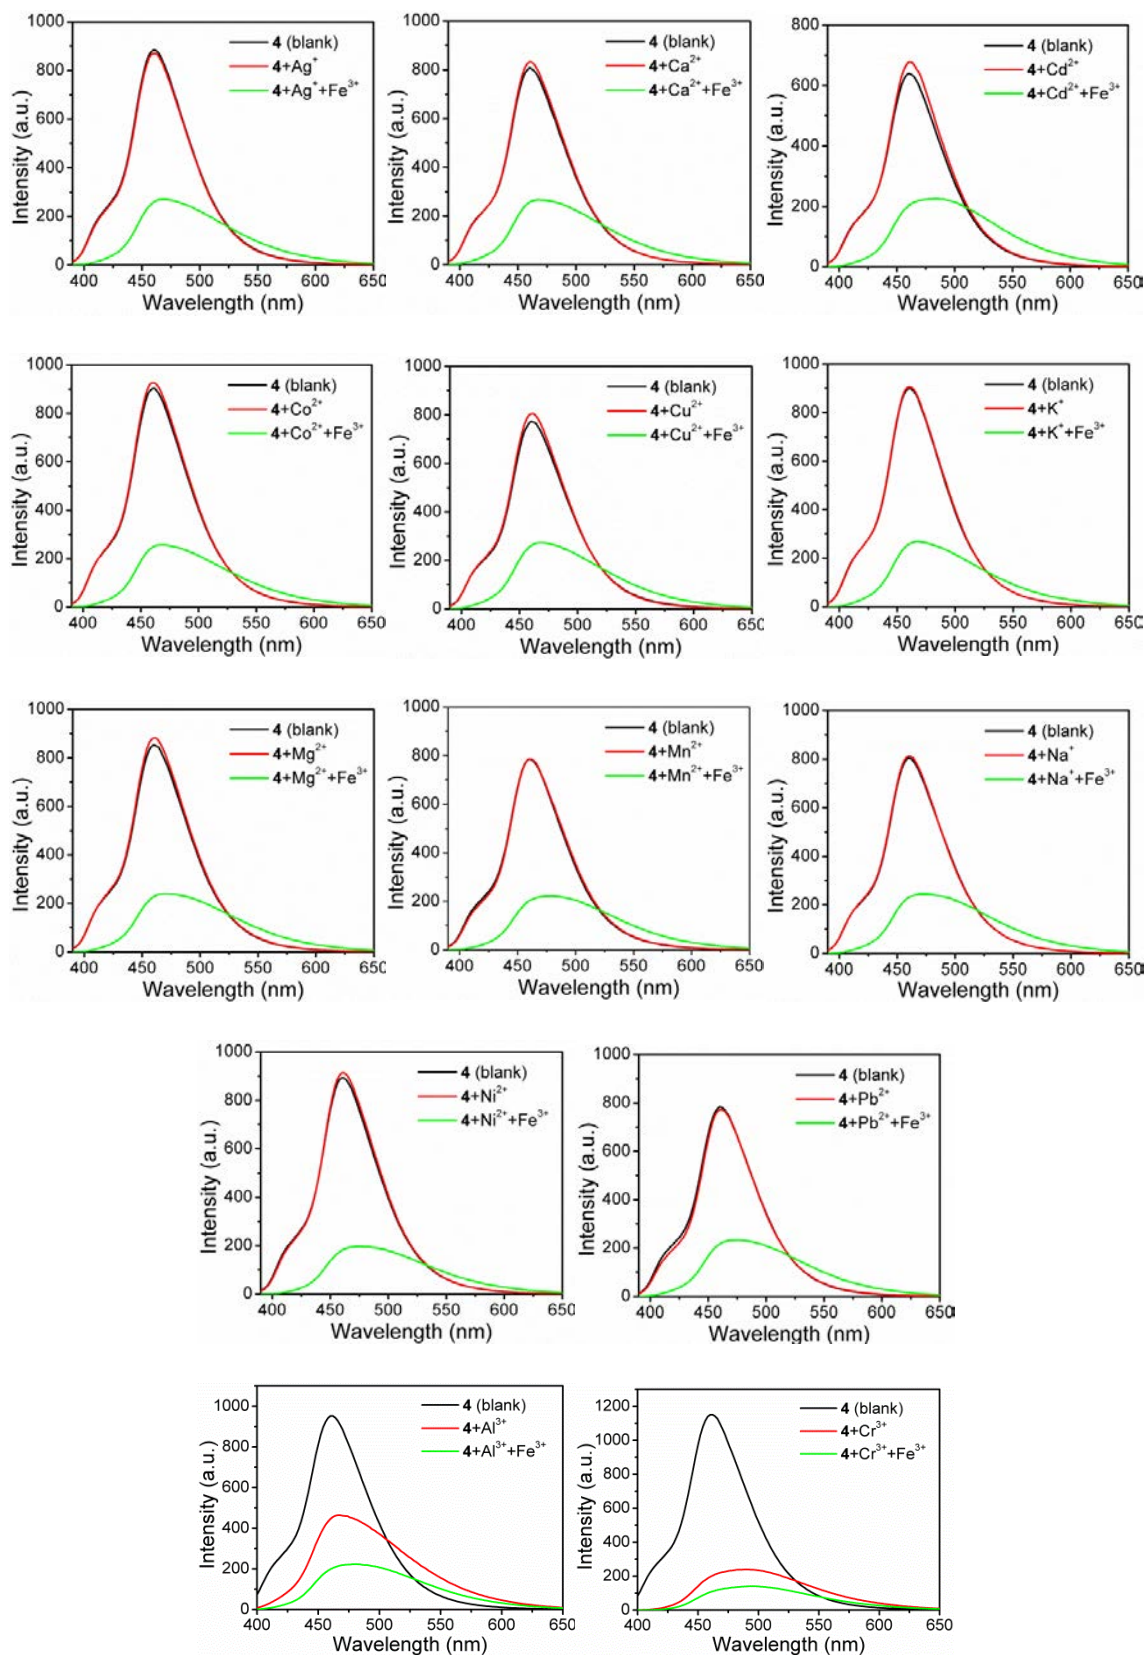 1000
800
600
400
200
0
Intensity (a.u.)
4 (blank)
4+Ag⁺
4+Ag⁺+Fe³⁺
400 450 500 550 600 650
Wavelength (nm)
1000
800
600
400
200
0
Intensity (a.u.)
4 (blank)
4+Ca²⁺
4+Ca²⁺+Fe³⁺
400 450 500 550 600 650
Wavelength (nm)
800
600
400
200
0
Intensity (a.u.)
4 (blank)
4+Cd²⁺
4+Cd²⁺+Fe³⁺
400 450 500 550 600 650
Wavelength (nm)
1000
800
600
400
200
0
Intensity (a.u.)
4 (blank)
4+Co²⁺
4+Co²⁺+Fe³⁺
400 450 500 550 600 650
Wavelength (nm)
1000
800
600
400
200
0
Intensity (a.u.)
4 (blank)
4+Cu²⁺
4+Cu²⁺+Fe³⁺
400 450 500 550 600 650
Wavelength (nm)
1000
800
600
400
200
0
Intensity (a.u.)
4 (blank)
4+K⁺
4+K⁺+Fe³⁺
400 450 500 550 600 650
Wavelength (nm)
1000
800
600
400
200
0
Intensity (a.u.)
4 (blank)
4+Mg²⁺
4+Mg²⁺+Fe³⁺
400 450 500 550 600 650
Wavelength (nm)
1000
800
600
400
200
0
Intensity (a.u.)
4 (blank)
4+Mn²⁺
4+Mn²⁺+Fe³⁺
400 450 500 550 600 650
Wavelength (nm)
1000
800
600
400
200
0
Intensity (a.u.)
4 (blank)
4+Na⁺
4+Na⁺+Fe³⁺
400 450 500 550 600 650
Wavelength (nm)
1000
800
600
400
200
0
Intensity (a.u.)
4 (blank)
4+Ni²⁺
4+Ni²⁺+Fe³⁺
400 450 500 550 600 650
Wavelength (nm)
1000
800
600
400
200
0
Intensity (a.u.)
4 (blank)
4+Pb²⁺
4+Pb²⁺+Fe³⁺
400 450 500 550 600 650
Wavelength (nm)
1000
800
600
400
200
0
Intensity (a.u.)
4 (blank)
4+Al³⁺
4+Al³⁺+Fe³⁺
400 450 500 550 600 650
Wavelength (nm)
1200
1000
800
600
400
200
0
Intensity (a.u.)
4 (blank)
4+Cr³⁺
4+Cr³⁺+Fe³⁺
400 450 500 550 600 650
Wavelength (nm)